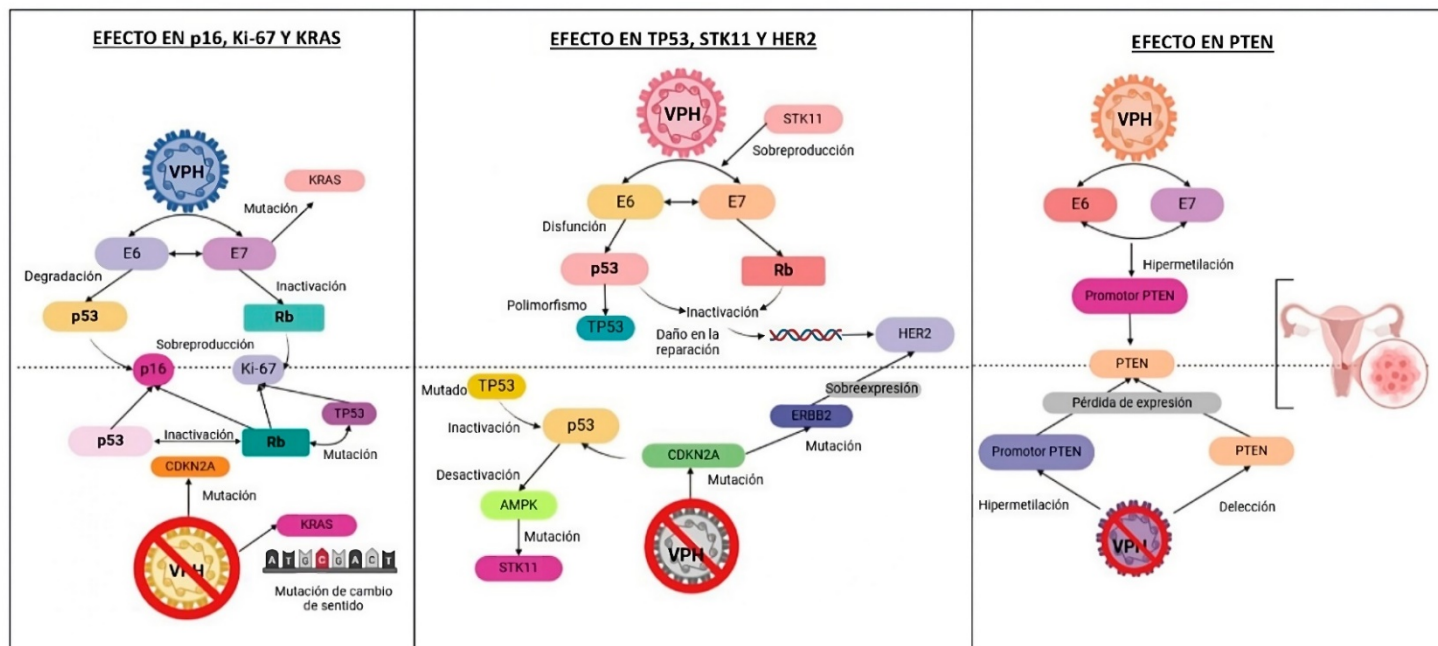 EFECTO EN p16, Ki-67 Y KRAS
VPH
KRAS
Mutación
E6
E7
Degradación
Inactivación
p53
Rb
Sobreproducción
p16
Ki-67
TP53
p53
Inactivación
Rb
Mutación
CDKN2A
Mutación
KRAS
VPH
A T G C G A C T
Mutación de cambio
de sentido
EFECTO EN TP53, STK11 Y HER2
VPH
STK11
Sobreproducción
E6
E7
Disfunción
p53
Rb
Polimorfismo
Inactivación
TP53
Daño en la
reparación
HER2
Mutado
TP53
Sobreexpresión
ERBB2
Inactivación
p53
Mutación
CDKN2A
Desactivación
Mutación
AMPK
Mutación
VPH
STK11
EFECTO EN PTEN
VPH
E6
E7
Hipermetilación
Promotor PTEN
PTEN
Pérdida de expresión
Promotor PTEN
PTEN
Hipermetilación
Delección
VPH